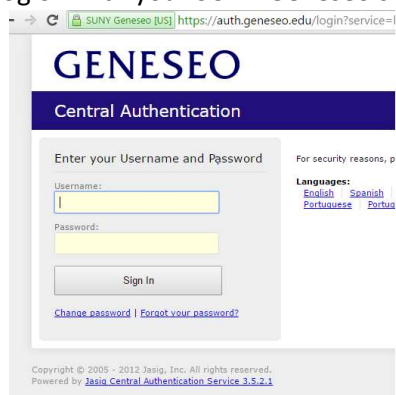 SUNY Geneseo [US] https://auth.geneseo.edu/login?service=
GENESEO
Central Authentication
Enter your Username and Password
Username:
Password:
Sign In
Change password | Forgot your password?
For security reasons, p
Languages:
English | Spanish |
Portuguese | Portug
Copyright © 2005 - 2012 Jasig, Inc. All rights reserved.
Powered by Jasig Central Authentication Service 3.5.2.1